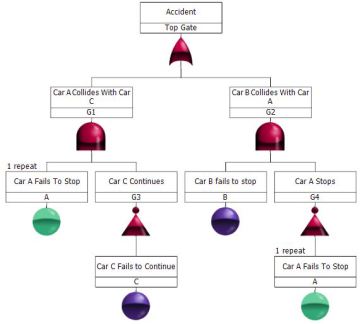 Accident
Top Gate
Car A Collides With Car
C
G1
Car B Collides With Car
A
G2
1 repeat
Car A Fails To Stop
A
Car C Continues
G3
Car B fails to stop
B
Car A Stops
G4
Car C Fails to Continue
C
1 repeat
Car A Fails To Stop
A